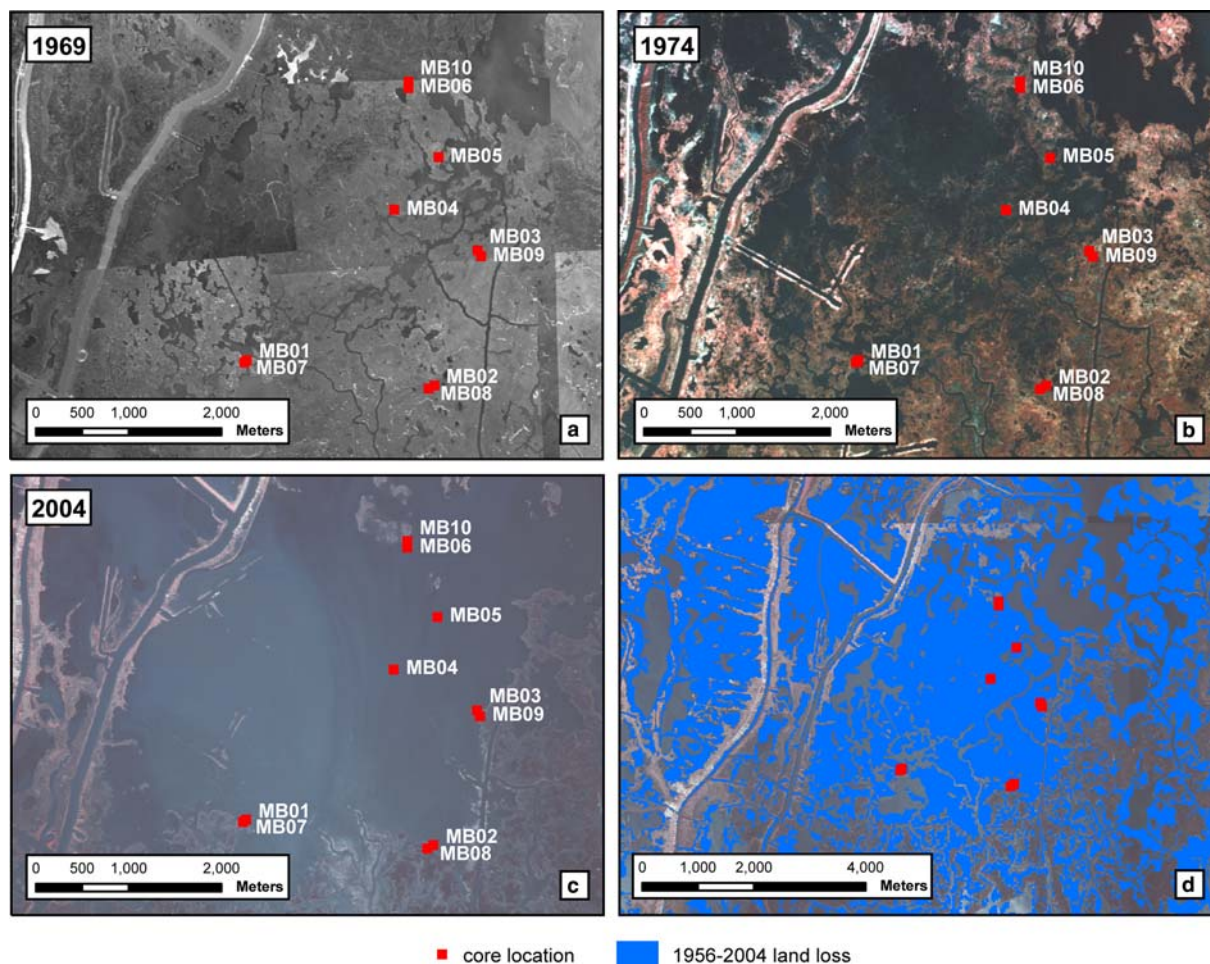 1969
MB10
MB06
MB05
MB04
MB03
MB09
MB01
MB07
MB02
MB08
0 500 1,000 2,000
Meters
a
1974
MB10
MB06
MB05
MB04
MB03
MB09
MB01
MB07
MB02
MB08
0 500 1,000 2,000
Meters
b
2004
MB10
MB06
MB05
MB04
MB03
MB09
MB01
MB07
MB02
MB08
0 500 1,000 2,000
Meters
c
0 1,000 2,000 4,000
Meters
d
core location
1956-2004 land loss